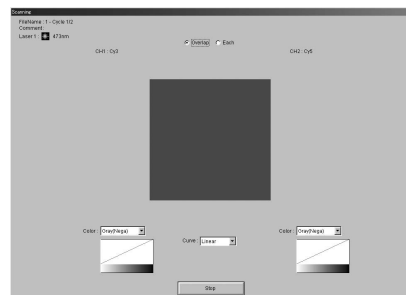 Scanning
FileName : 1 - Cycle 1/2
Comment:
Laser 1 : 473nm
Overlap Each
CH1 : Cy3 CH2 : Cy5
Color : Gray(Nega) Color : Gray(Nega)
Curve : Linear
Stop